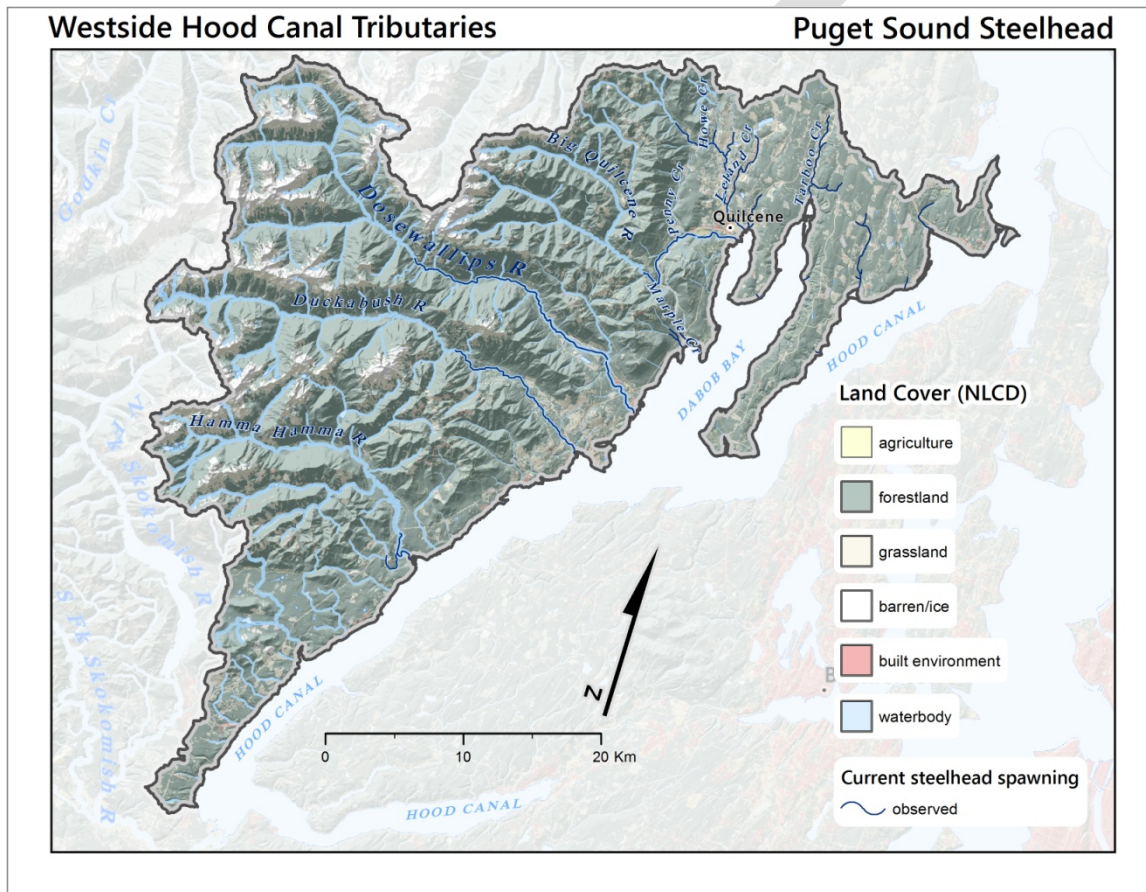 Westside Hood Canal Tributaries
Puget Sound Steelhead
Godkin Cr
Big Quilcene R
Howe Cr
Leland Cr
Penny Cr
Tarboo Cr
Quilcene
Dosewallips R
Duckabush R
Marple Cr
Hamma Hamma R
N Fk Skokomish R
S Fk Skokomish R
DABOB BAY
HOOD CANAL
HOOD CANAL
HOOD CANAL
Land Cover (NLCD)
agriculture
forestland
grassland
barren/ice
built environment
waterbody
Current steelhead spawning
observed
B
N
0 10 20 Km